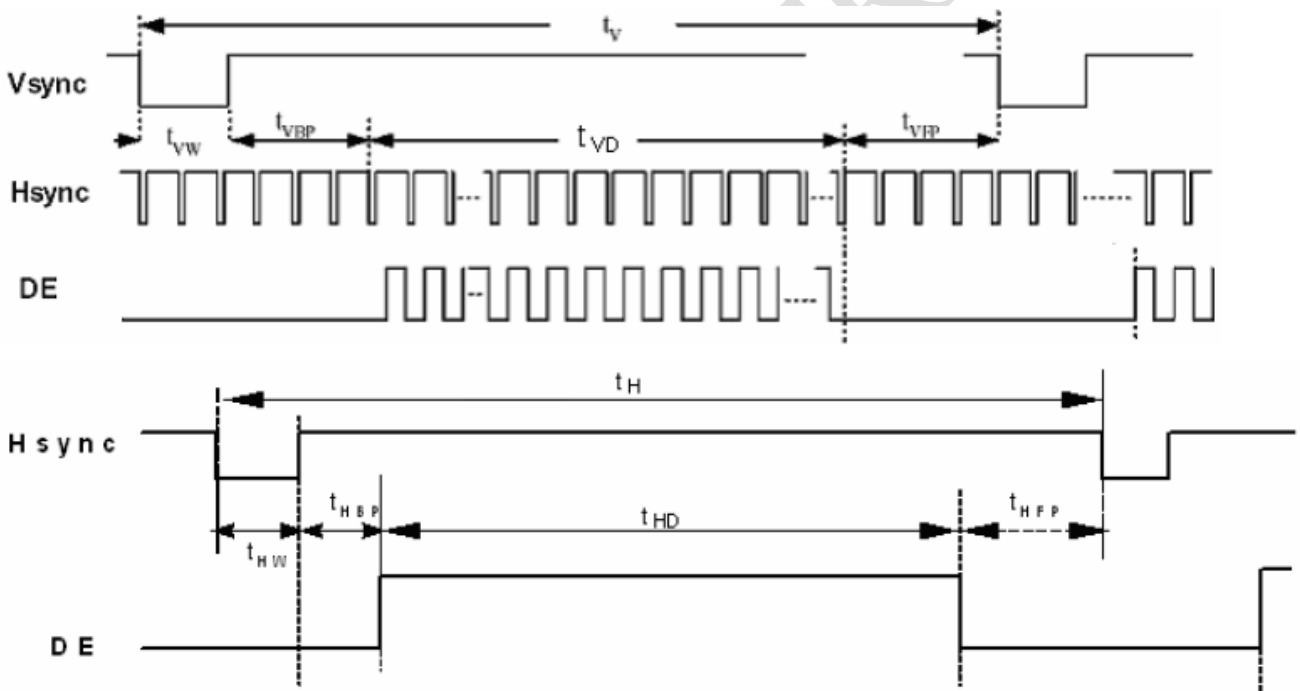 tV
Vsync
tVW tVBP tVD tVFP
Hsync
DE
tH
Hsync
tHW tHBP tHD tHFP
DE